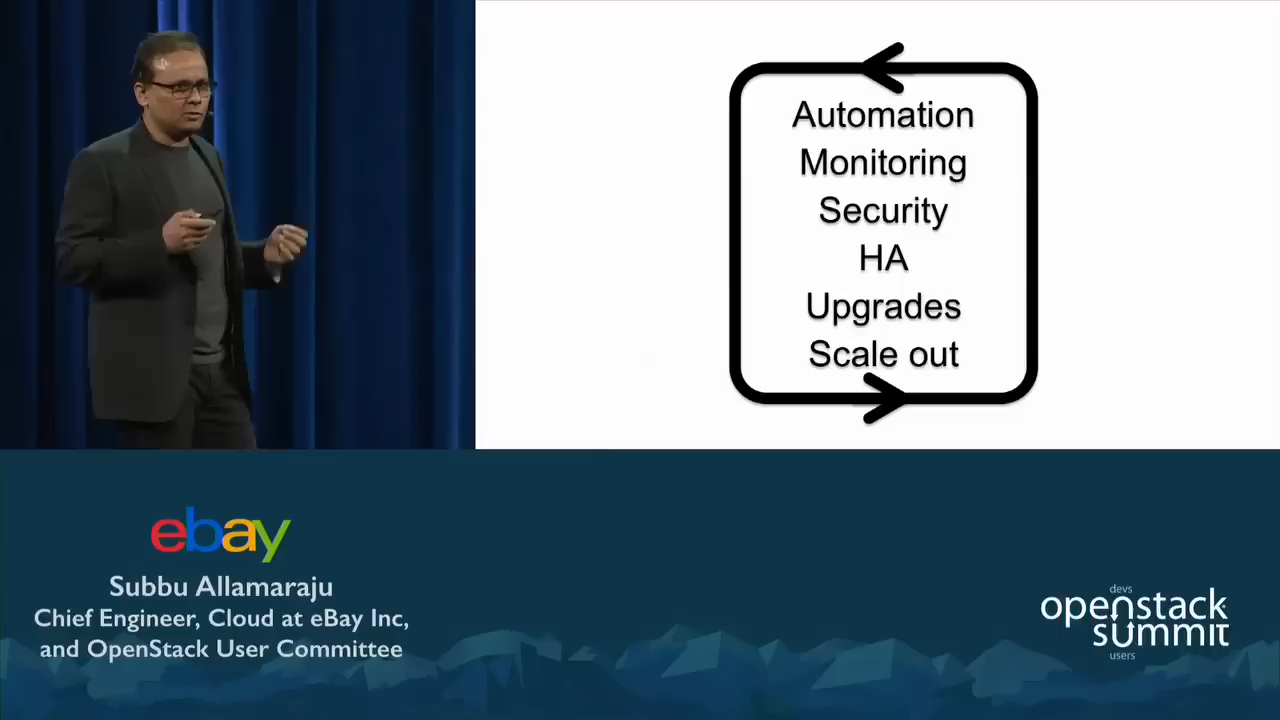 Automation
Monitoring
Security
HA
Upgrades
Scale out
ebay
Subbu Allamaraju
Chief Engineer, Cloud at eBay Inc,
and OpenStack User Committee
devs
openstack
summit
users